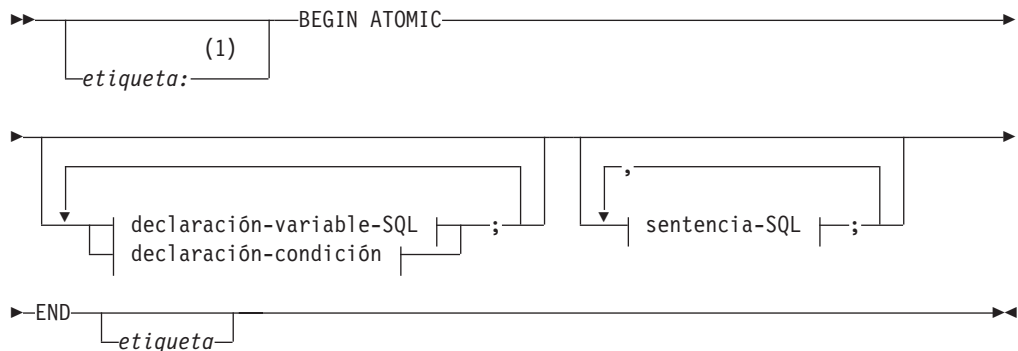 BEGIN ATOMIC
(1)
etiqueta:
,
declaración-variable-SQL ;
declaración-condición
sentencia-SQL ;
END
etiqueta